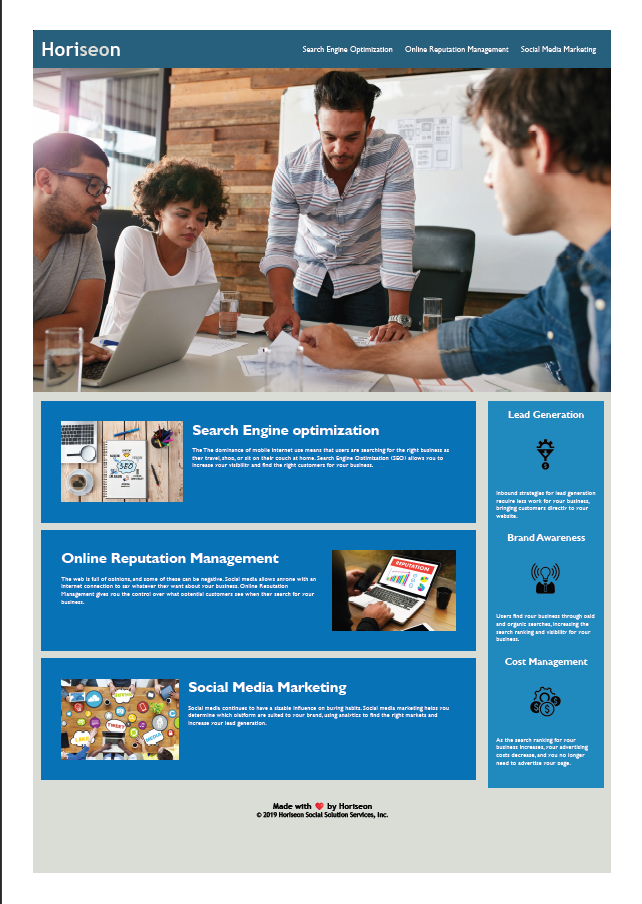 Horiseon
Search Engine Optimization Online Reputation Management Social Media Marketing
Search Engine optimization
The The dominance of mobile internet use means that users are searching for the right business as
they travel, shop, or sit on their couch at home. Search Engine Optimization (SEO) allows you to
increase your visibility and find the right customers for your business.
SEO
Online Reputation Management
The web is full of opinions, and some of these can be negative. Social media allows anyone with an
internet connection to say whatever they want about your business. Online Reputation
Management gives you the control over what potential customers see when they search for your
business.
REPUTATION
Social Media Marketing
Social media continues to have a sizable influence on buying habits. Social media marketing helps you
determine which platform are suited to your brand, using analytics to find the right markets and
increase your lead generation.
TWEET
MEDIA
Lead Generation
Inbound strategies for lead generation
require less work for your business,
bringing customers directly to your
website.
Brand Awareness
Users find your business through paid
and organic searches, increasing the
search ranking and visibility for your
business.
Cost Management
As the search ranking for your
business increases, your advertising
costs decrease, and you no longer
need to advertise your page.
Made with ❤️ by Horiseon
© 2019 Horiseon Social Solution Services, Inc.